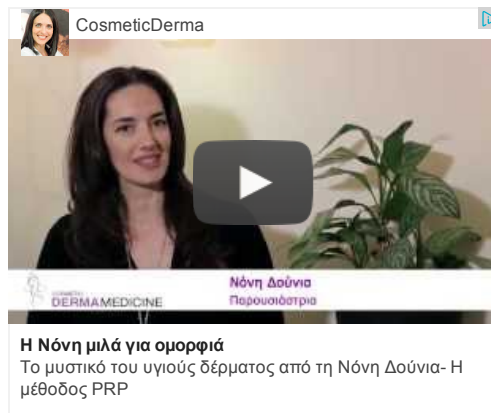 CosmeticDerma
Νόνη Δούνια
Παρουσιάστρια
DERMAMEDICINE
Η Νόνη μιλά για ομορφιά
Το μυστικό του υγιούς δέρματος από τη Νόνη Δούνια- Η
μέθοδος PRP